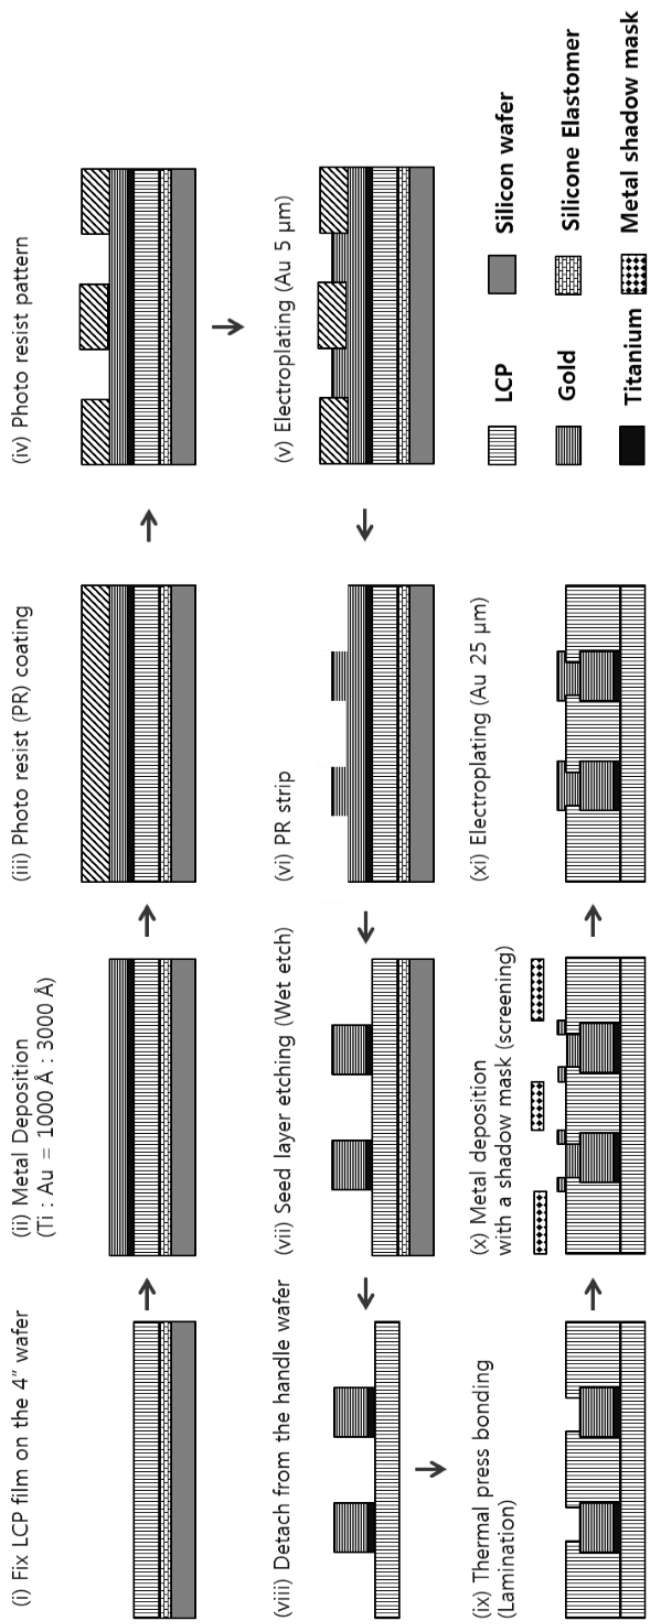 (i) Fix LCP film on the 4″ wafer
(ii) Metal Deposition
(Ti : Au = 1000 Å : 3000 Å)
(iii) Photo resist (PR) coating
(iv) Photo resist pattern
(v) Electroplating (Au 5 μm)
(vi) PR strip
(vii) Seed layer etching (Wet etch)
(viii) Detach from the handle wafer
(ix) Thermal press bonding
(Lamination)
(x) Metal deposition
with a shadow mask (screening)
(xi) Electroplating (Au 25 μm)
LCP
Silicon wafer
Gold
Silicone Elastomer
Titanium
Metal shadow mask